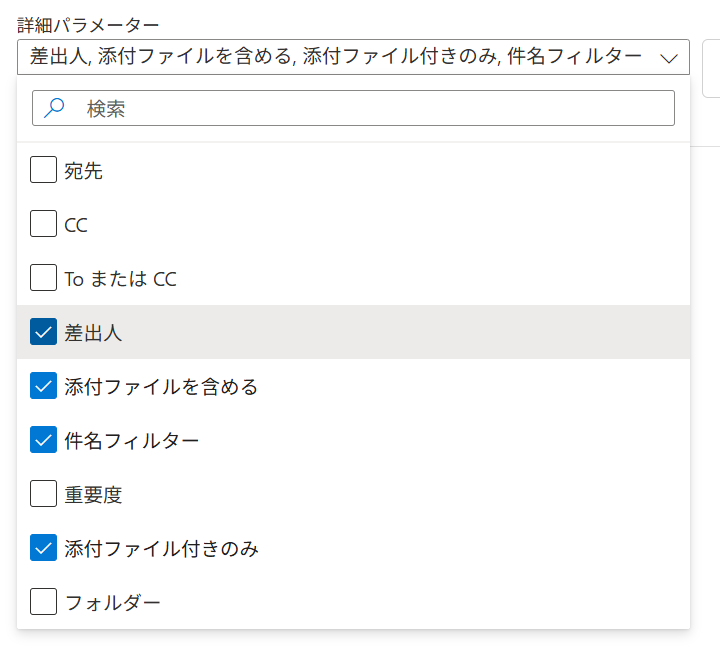 詳細パラメーター
差出人, 添付ファイルを含める, 添付ファイル付きのみ, 件名フィルター
検索
宛先
CC
To または CC
差出人
添付ファイルを含める
件名フィルター
重要度
添付ファイル付きのみ
フォルダー